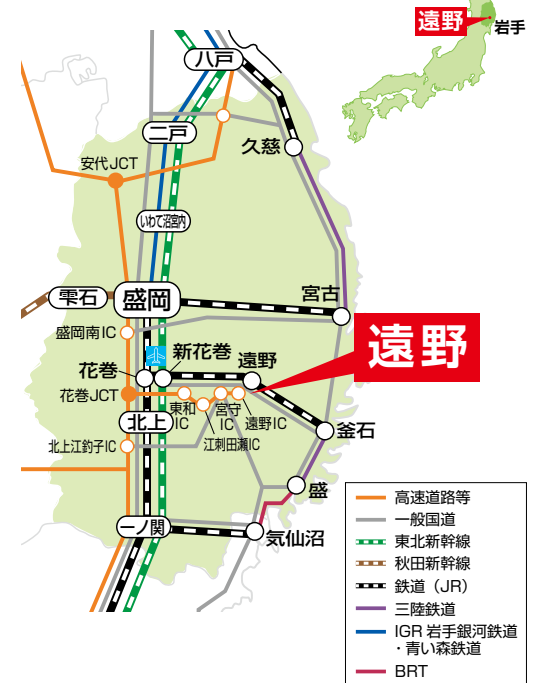 遠野
岩手
八戸
二戸
久慈
安代JCT
いわて沼宮内
雫石
盛岡
宮古
盛岡南IC
遠野
新花巻
遠野
花巻
花巻JCT
東和
IC
宮守
IC
遠野IC
江刺田瀬IC
北上
釜石
北上江釣子IC
盛
一ノ関
気仙沼
高速道路等
一般国道
東北新幹線
秋田新幹線
鉄道（JR）
三陸鉄道
IGR 岩手銀河鉄道
・青い森鉄道
BRT